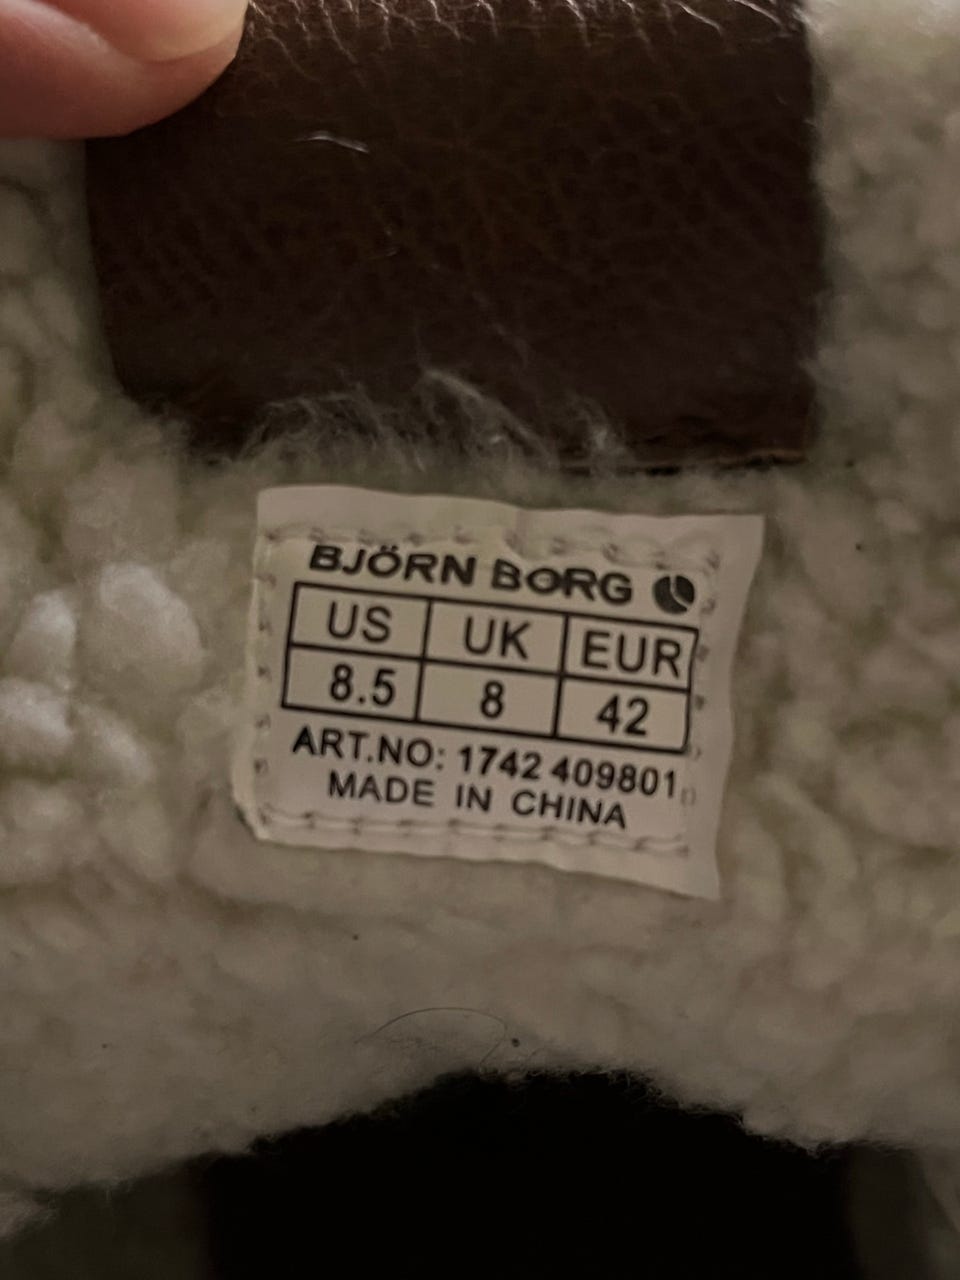 BJÖRN BORG
US UK EUR
8.5 8 42
ART.NO: 1742 409801
MADE IN CHINA